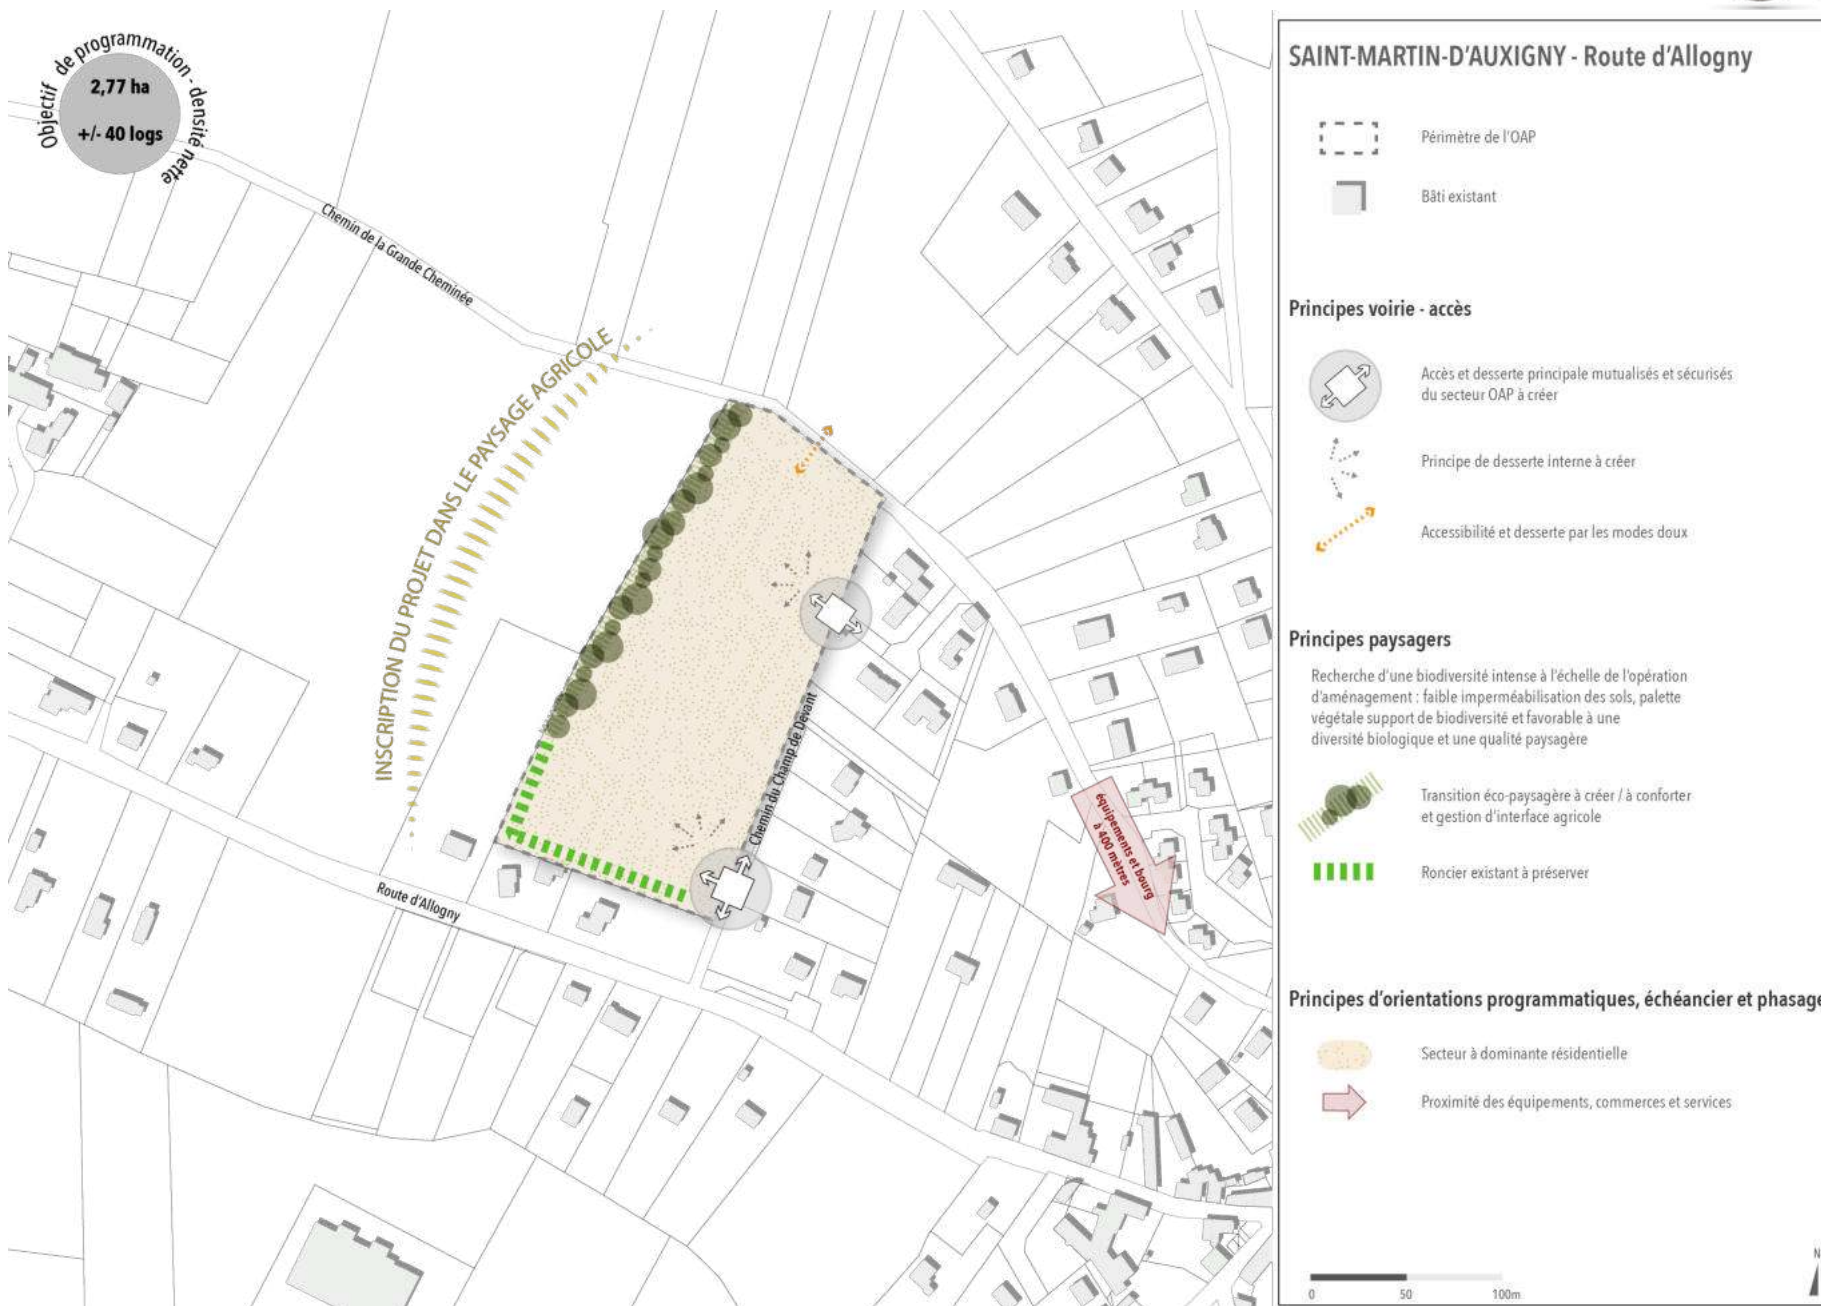 Objectif de programmation - densité nette
2,77 ha
+/- 40 logs
Chemin de la Grande Cheminée
INSCRIPTION DU PROJET DANS LE PAYSAGE AGRICOLE
Chemin du Champ de Devant
Route d'Allogny
équipements et bourg
à 400 mètres
SAINT-MARTIN-D'AUXIGNY - Route d'Allogny
Périmètre de l'OAP
Bâti existant
Principes voirie - accès
Accès et desserte principale mutualisés et sécurisés
du secteur OAP à créer
Principe de desserte interne à créer
Accessibilité et desserte par les modes doux
Principes paysagers
Recherche d'une biodiversité intense à l'échelle de l'opération
d'aménagement : faible imperméabilisation des sols, palette
végétale support de biodiversité et favorable à une
diversité biologique et une qualité paysagère
Transition éco-paysagère à créer / à conforter
et gestion d'interface agricole
Roncier existant à préserver
Principes d'orientations programmatiques, échéancier et phasage
Secteur à dominante résidentielle
Proximité des équipements, commerces et services
0 50 100m
N